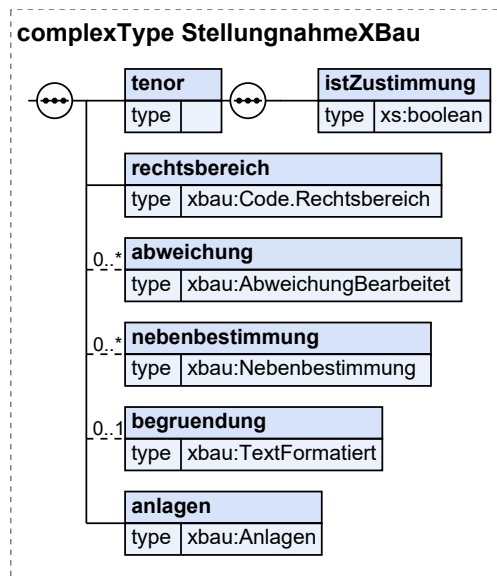 complexType StellungnahmeXBau
tenor
type
istZustimmung
type xs:boolean
rechtsbereich
type xbau:Code.Rechtsbereich
0..*
abweichung
type xbau:AbweichungBearbeitet
0..*
nebenbestimmung
type xbau:Nebenbestimmung
0..1
begruendung
type xbau:TextFormatiert
anlagen
type xbau:Anlagen